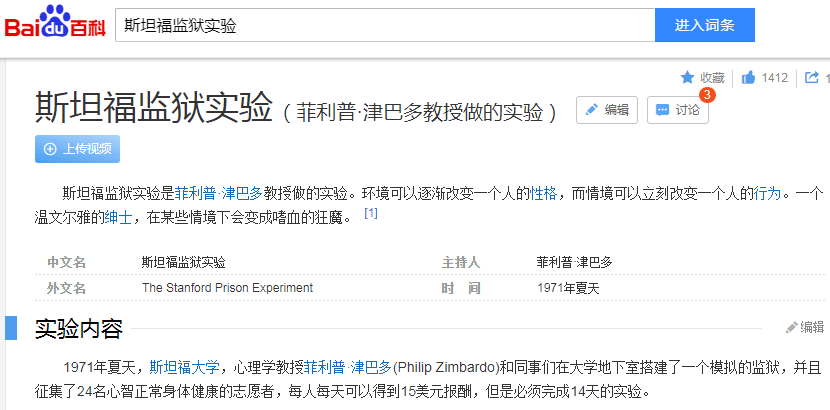 Bai du 百科
斯坦福监狱实验
进入词条
收藏 1412 1
斯坦福监狱实验（菲利普·津巴多教授做的实验） 编辑 讨论 3
上传视频
斯坦福监狱实验是菲利普·津巴多教授做的实验。环境可以逐渐改变一个人的性格，而情境可以立刻改变一个人的行为。一个
温文尔雅的绅士，在某些情境下会变成嗜血的狂魔。 [1]
中文名 斯坦福监狱实验 主持人 菲利普·津巴多
外文名 The Stanford Prison Experiment 时 间 1971年夏天
实验内容 编辑
1971年夏天，斯坦福大学，心理学教授菲利普·津巴多(Philip Zimbardo)和同事们在大学地下室搭建了一个模拟的监狱，并且
征集了24名心智正常身体健康的志愿者，每人每天可以得到15美元报酬，但是必须完成14天的实验。